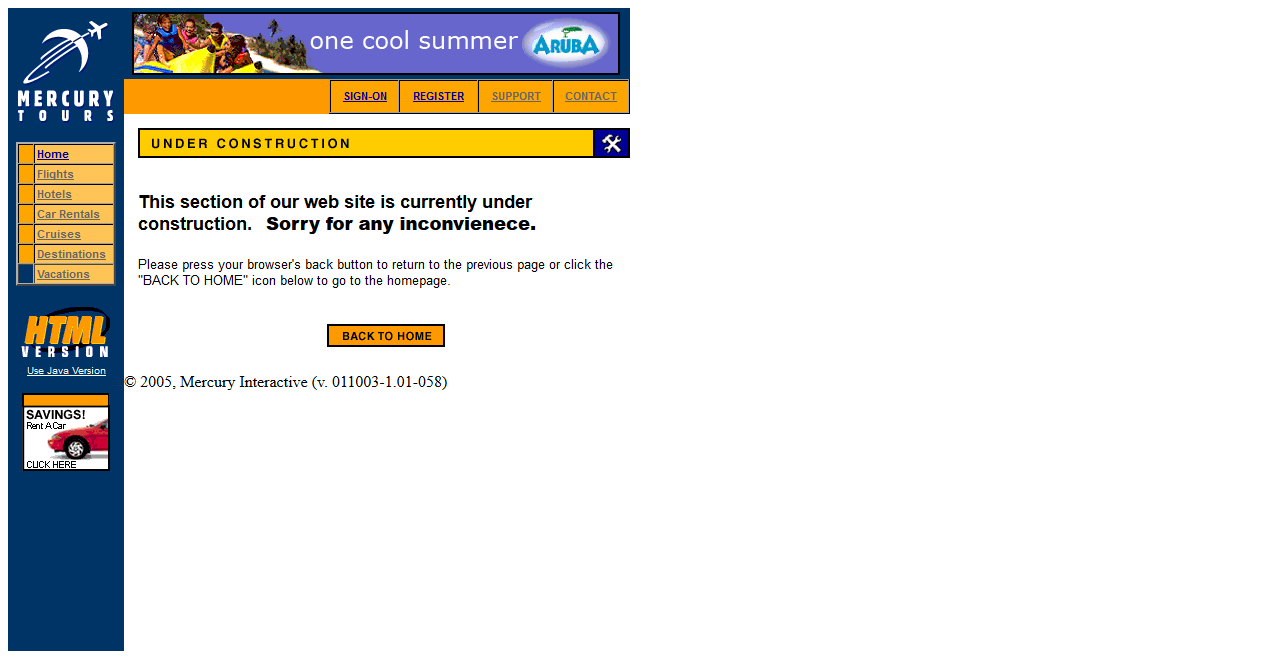 one cool summer ARUBA
MERCURY
TOURS
SIGN-ON REGISTER SUPPORT CONTACT
UNDER CONSTRUCTION
Home
Flights
Hotels
Car Rentals
Cruises
Destinations
Vacations
This section of our web site is currently under
construction. Sorry for any inconvienece.
Please press your browser's back button to return to the previous page or click the
"BACK TO HOME" icon below to go to the homepage.
HTML
VERSION
Use Java Version
BACK TO HOME
© 2005, Mercury Interactive (v. 011003-1.01-058)
SAVINGS!
Rent A Car
CLICK HERE